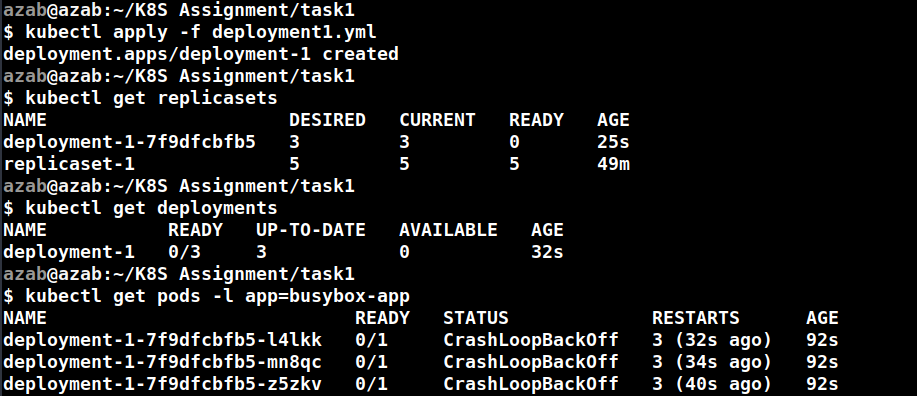 azab@azab:~/K8S Assignment/task1
$ kubectl apply -f deployment1.yml
deployment.apps/deployment-1 created
azab@azab:~/K8S Assignment/task1
$ kubectl get replicasets
NAME                      DESIRED   CURRENT   READY   AGE
deployment-1-7f9dfcbfb5   3         3         0       25s
replicaset-1              5         5         5       49m
azab@azab:~/K8S Assignment/task1
$ kubectl get deployments
NAME           READY   UP-TO-DATE   AVAILABLE   AGE
deployment-1   0/3     3            0           32s
azab@azab:~/K8S Assignment/task1
$ kubectl get pods -l app=busybox-app
NAME                            READY   STATUS             RESTARTS      AGE
deployment-1-7f9dfcbfb5-l4lkk   0/1     CrashLoopBackOff   3 (32s ago)   92s
deployment-1-7f9dfcbfb5-mn8qc   0/1     CrashLoopBackOff   3 (34s ago)   92s
deployment-1-7f9dfcbfb5-z5zkv   0/1     CrashLoopBackOff   3 (40s ago)   92s